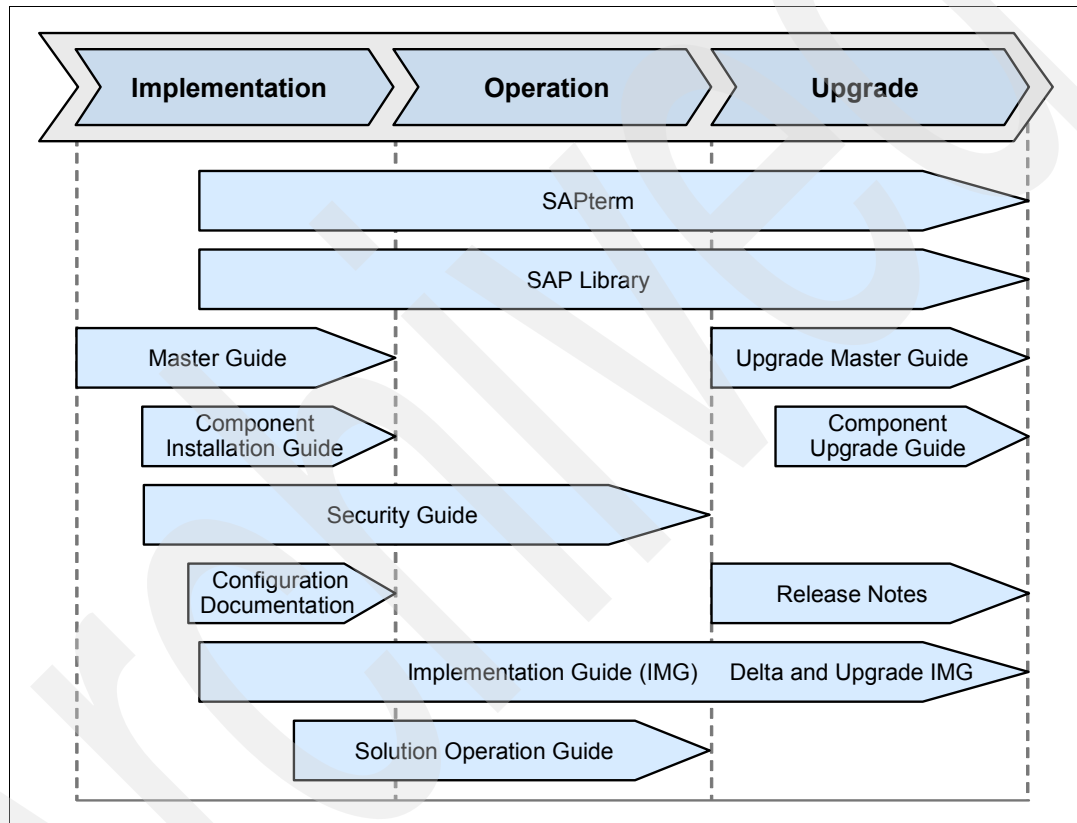 Implementation
Operation
Upgrade
SAPterm
SAP Library
Master Guide
Upgrade Master Guide
Component
Installation Guide
Component
Upgrade Guide
Security Guide
Configuration
Documentation
Release Notes
Implementation Guide (IMG) Delta and Upgrade IMG
Solution Operation Guide